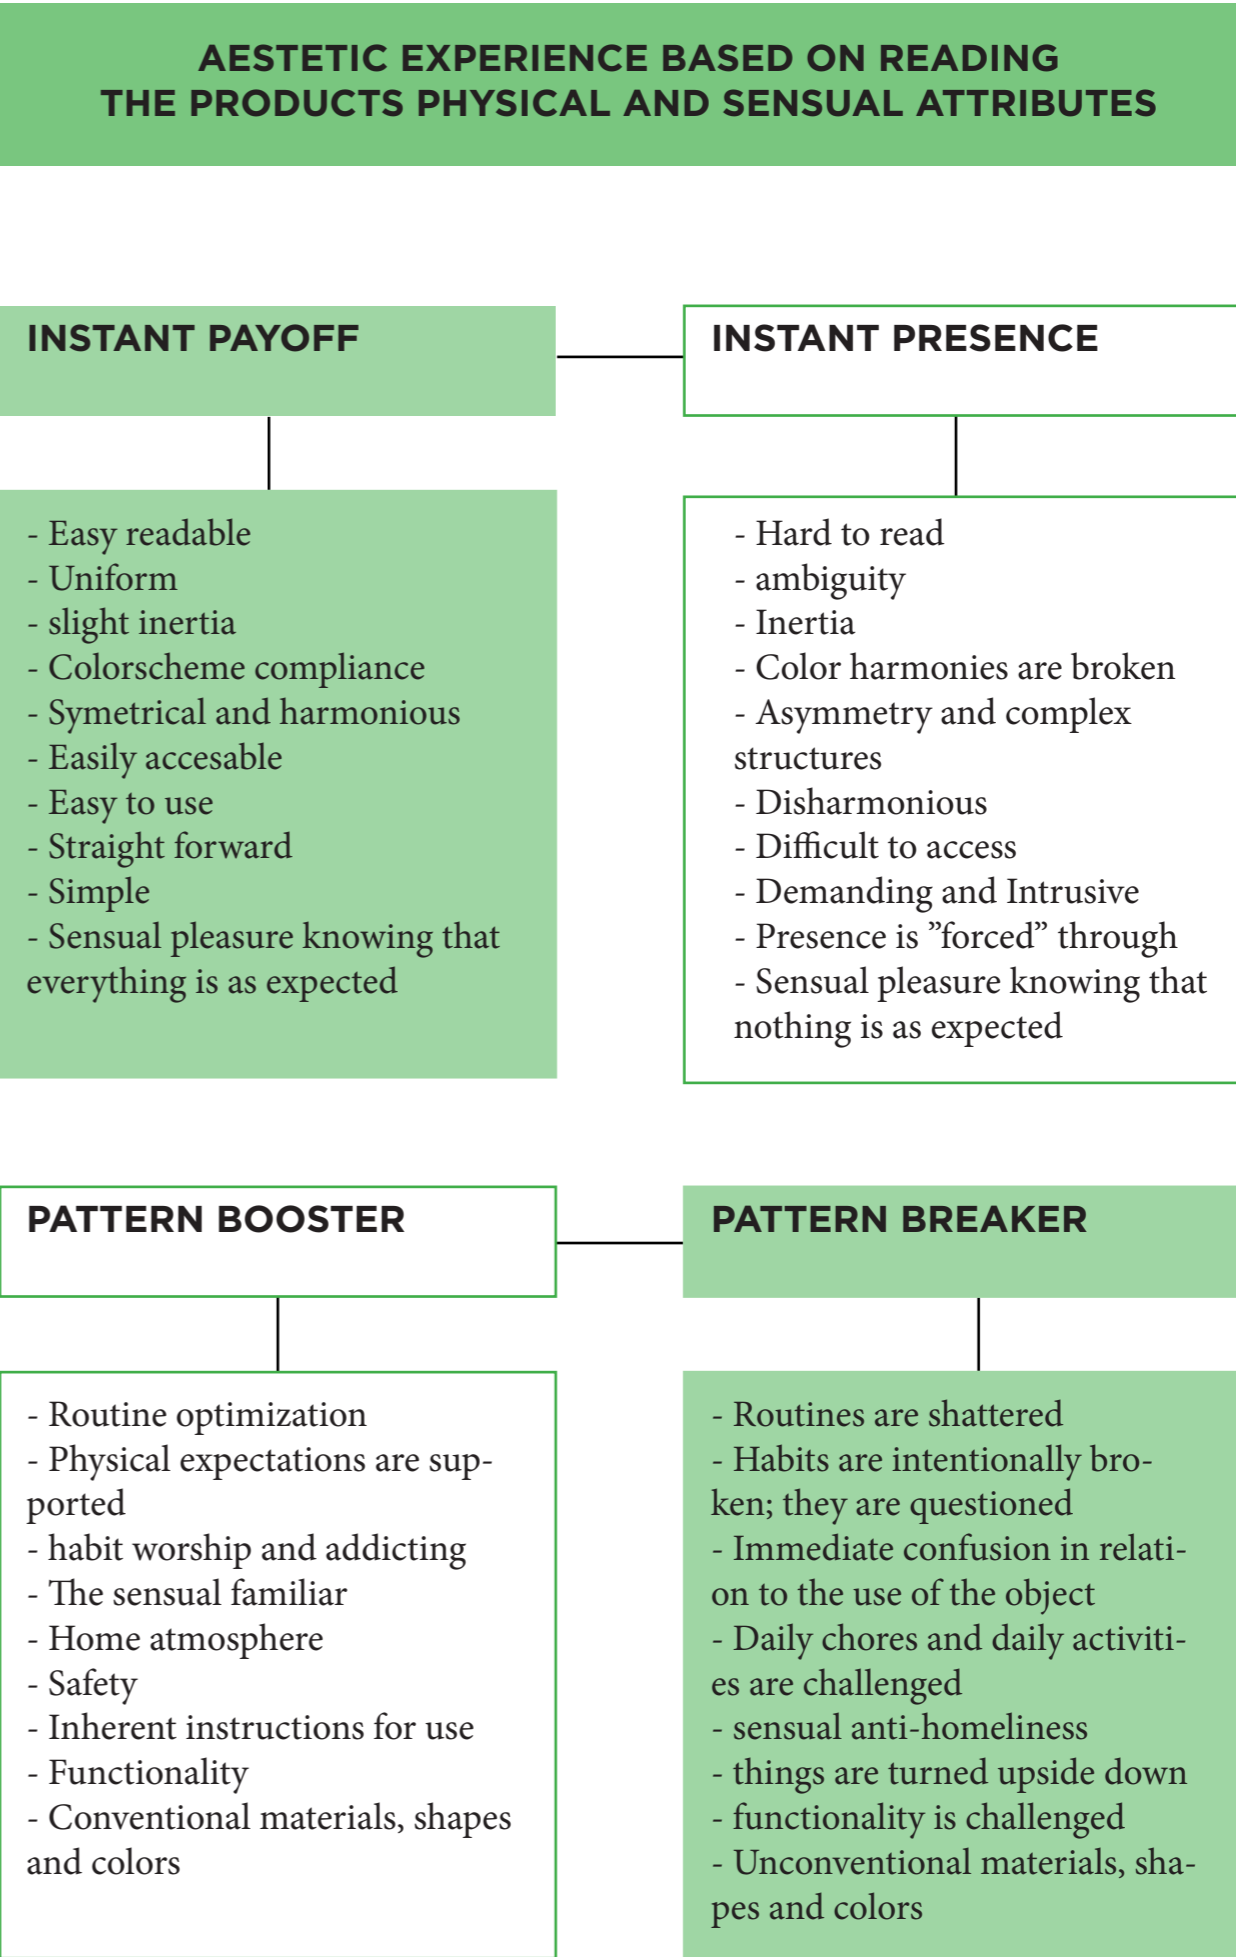 AESTETIC EXPERIENCE BASED ON READING
THE PRODUCTS PHYSICAL AND SENSUAL ATTRIBUTES
INSTANT PAYOFF
- Easy readable
- Uniform
- slight inertia
- Colorscheme compliance
- Symetrical and harmonious
- Easily accesable
- Easy to use
- Straight forward
- Simple
- Sensual pleasure knowing that
everything is as expected
INSTANT PRESENCE
- Hard to read
- ambiguity
- Inertia
- Color harmonies are broken
- Asymmetry and complex
structures
- Disharmonious
- Difficult to access
- Demanding and Intrusive
- Presence is ”forced” through
- Sensual pleasure knowing that
nothing is as expected
PATTERN BOOSTER
- Routine optimization
- Physical expectations are sup-
ported
- habit worship and addicting
- The sensual familiar
- Home atmosphere
- Safety
- Inherent instructions for use
- Functionality
- Conventional materials, shapes
and colors
PATTERN BREAKER
- Routines are shattered
- Habits are intentionally bro-
ken; they are questioned
- Immediate confusion in relati-
on to the use of the object
- Daily chores and daily activiti-
es are challenged
- sensual anti-homeliness
- things are turned upside down
- functionality is challenged
- Unconventional materials, sha-
pes and colors